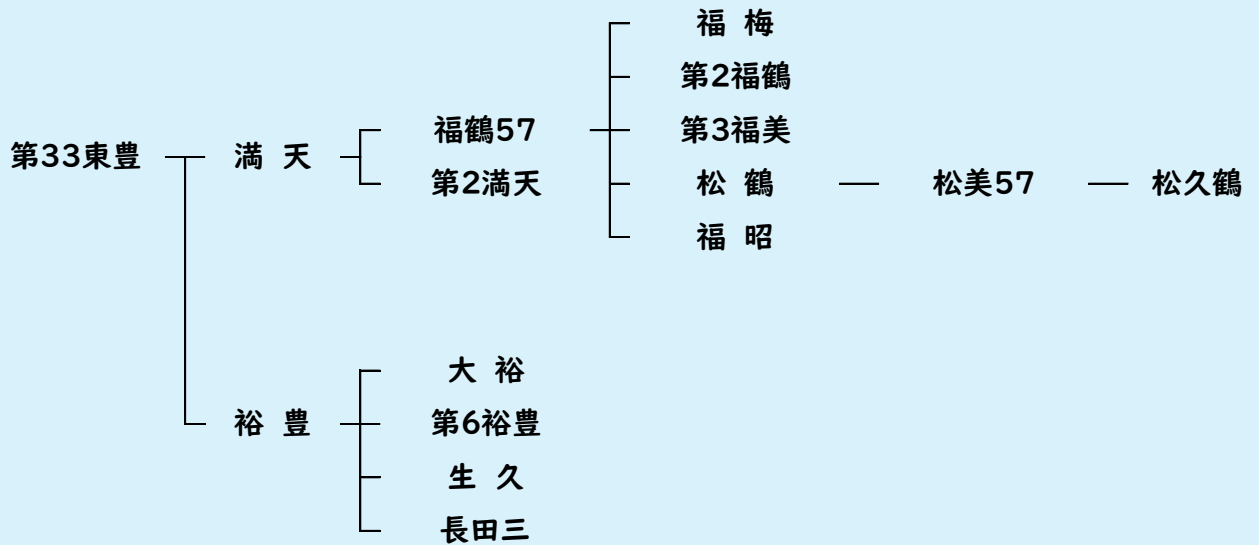 福 梅
第2福鶴
福鶴57
第3福美
第33東豊
満 天
第2満天
松 鶴
松美57
松久鶴
福 昭
大 裕
裕 豊
第6裕豊
生 久
長田三